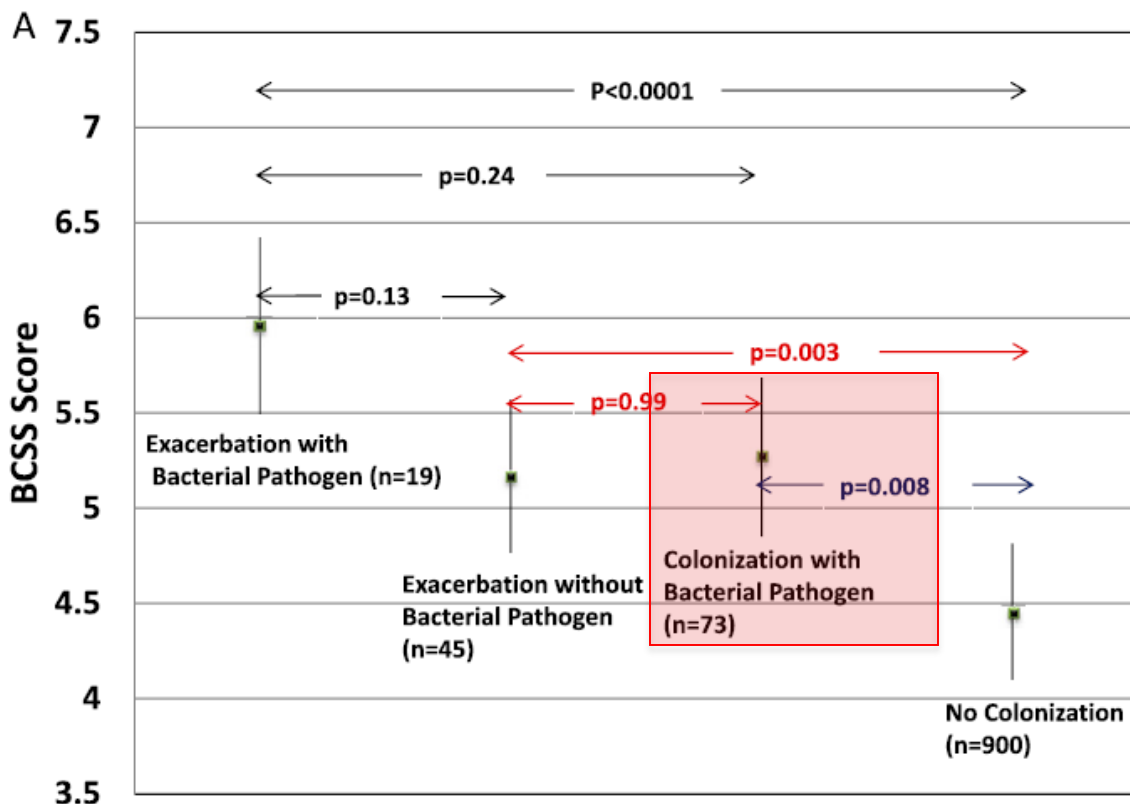 A
7.5
7
6.5
6
5.5
5
4.5
4
3.5
BCSS Score
P<0.0001
p=0.24
p=0.13
p=0.003
p=0.99
p=0.008
Exacerbation with
Bacterial Pathogen (n=19)
Exacerbation without
Bacterial Pathogen
(n=45)
Colonization with
Bacterial Pathogen
(n=73)
No Colonization
(n=900)